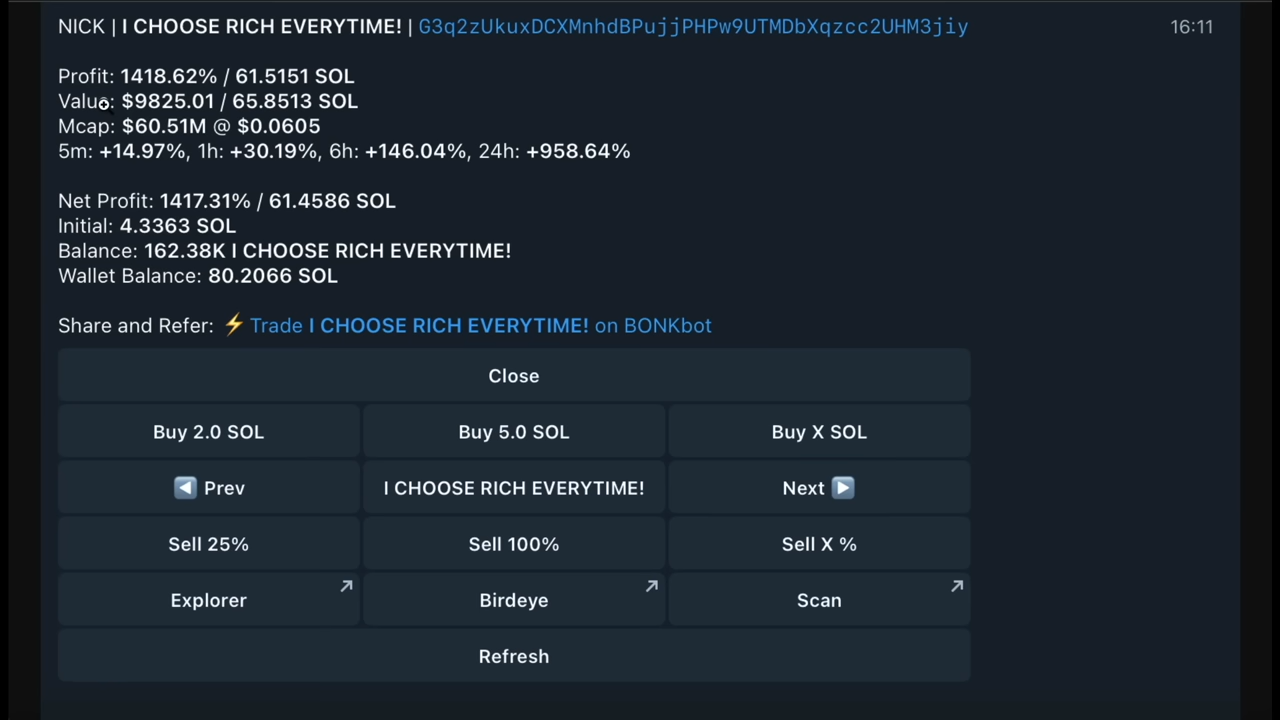 NICK | I CHOOSE RICH EVERYTIME! | G3q2zUkuxDCXMnhdBPujjPHPw9UTMDbXqzcc2UHM3jiy 16:11
Profit: 1418.62% / 61.5151 SOL
Value: $9825.01 / 65.8513 SOL
Mcap: $60.51M @ $0.0605
5m: +14.97%, 1h: +30.19%, 6h: +146.04%, 24h: +958.64%
Net Profit: 1417.31% / 61.4586 SOL
Initial: 4.3363 SOL
Balance: 162.38K I CHOOSE RICH EVERYTIME!
Wallet Balance: 80.2066 SOL
Share and Refer: ⚡ Trade I CHOOSE RICH EVERYTIME! on BONKbot
Close
Buy 2.0 SOL Buy 5.0 SOL Buy X SOL
◀️ Prev I CHOOSE RICH EVERYTIME! Next ▶️
Sell 25% Sell 100% Sell X %
Explorer Birdeye Scan
Refresh